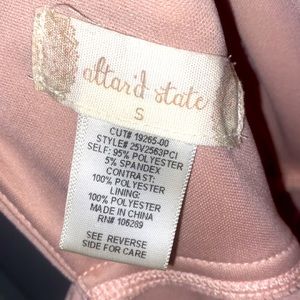 altar'd state
S
CUT# 19265-00
STYLE# 25V2563PCI
SELF: 95% POLYESTER
5% SPANDEX
CONTRAST:
100% POLYESTER
LINING:
100% POLYESTER
MADE IN CHINA
RN# 106289
SEE REVERSE
SIDE FOR CARE